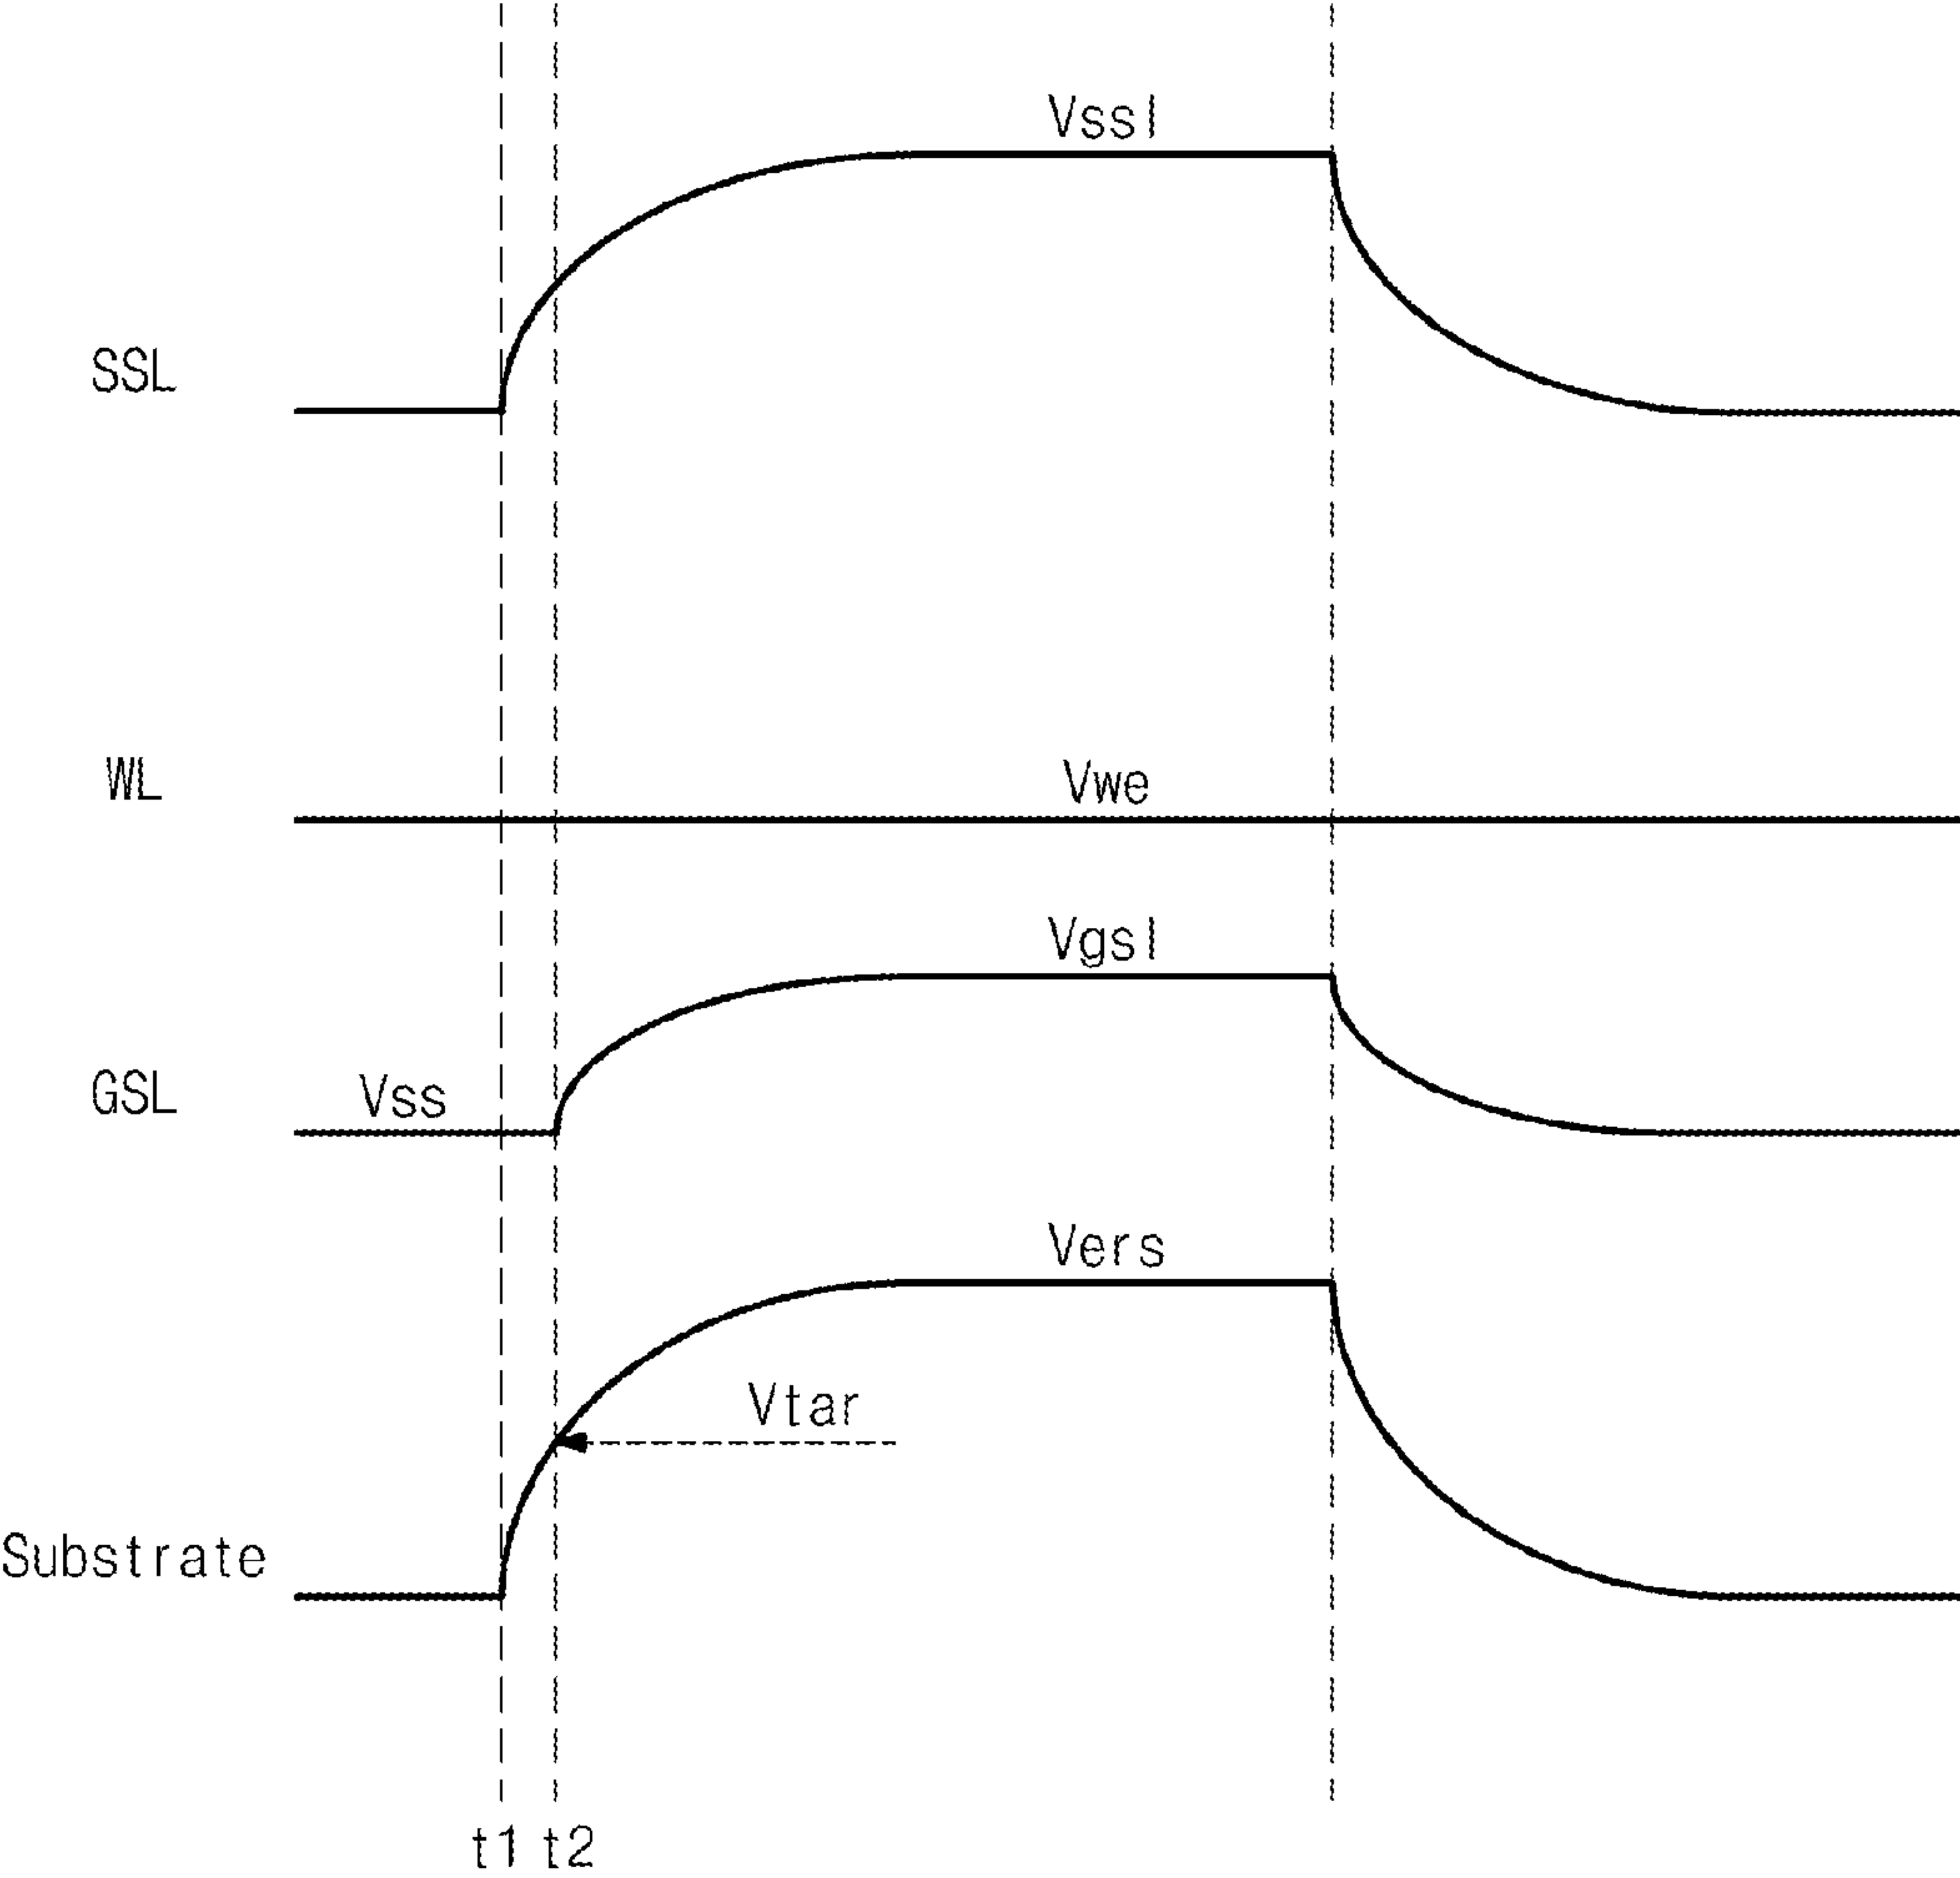 Vssl
SSL
WL
Vwe
Vgsl
GSL
Vss
Vers
Vtar
Substrate
t1 t2